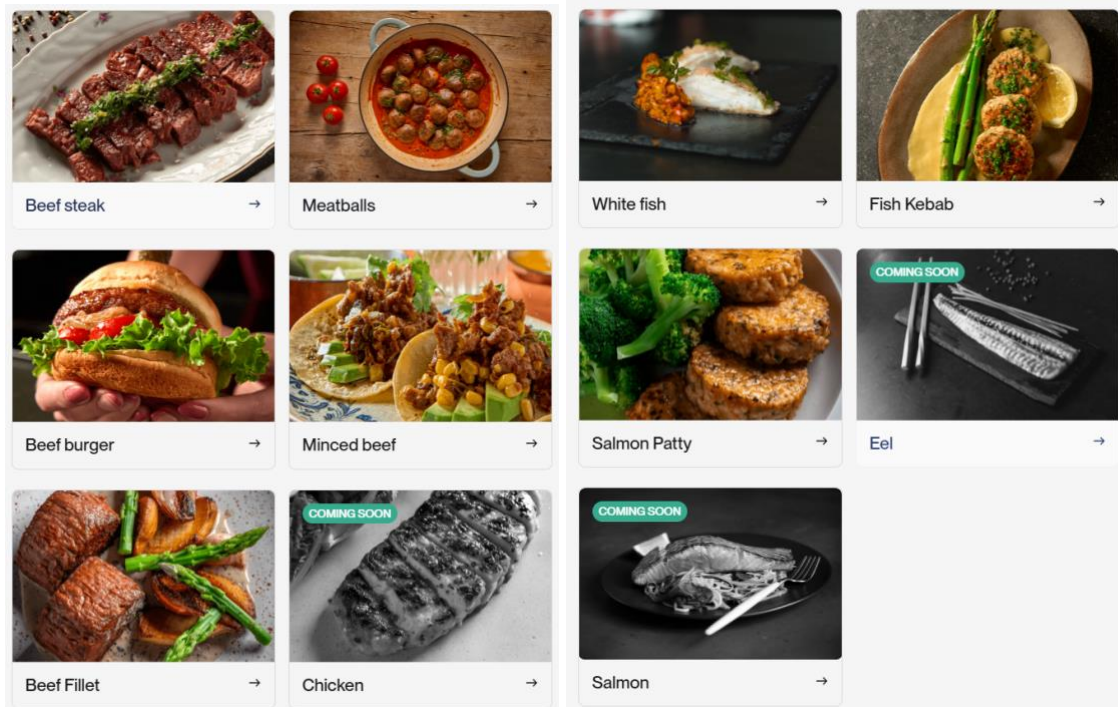 Beef steak →
Meatballs →
Beef burger →
Minced beef →
Beef Fillet →
COMING SOON
Chicken →
White fish →
Fish Kebab →
Salmon Patty →
COMING SOON
Eel →
COMING SOON
Salmon →